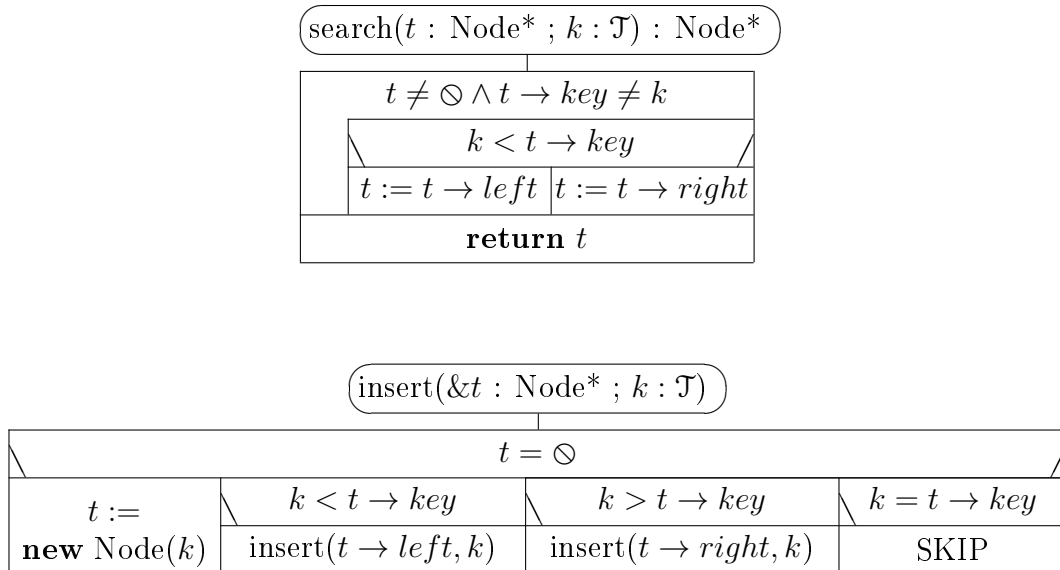 search(t : Node* ; k : 𝒯) : Node*
t ≠ ⊘ ∧ t → key ≠ k
k < t → key
t := t → left t := t → right
return t
insert(&t : Node* ; k : 𝒯)
t = ⊘
t :=
new Node(k)
k < t → key
insert(t → left, k)
k > t → key
insert(t → right, k)
k = t → key
SKIP